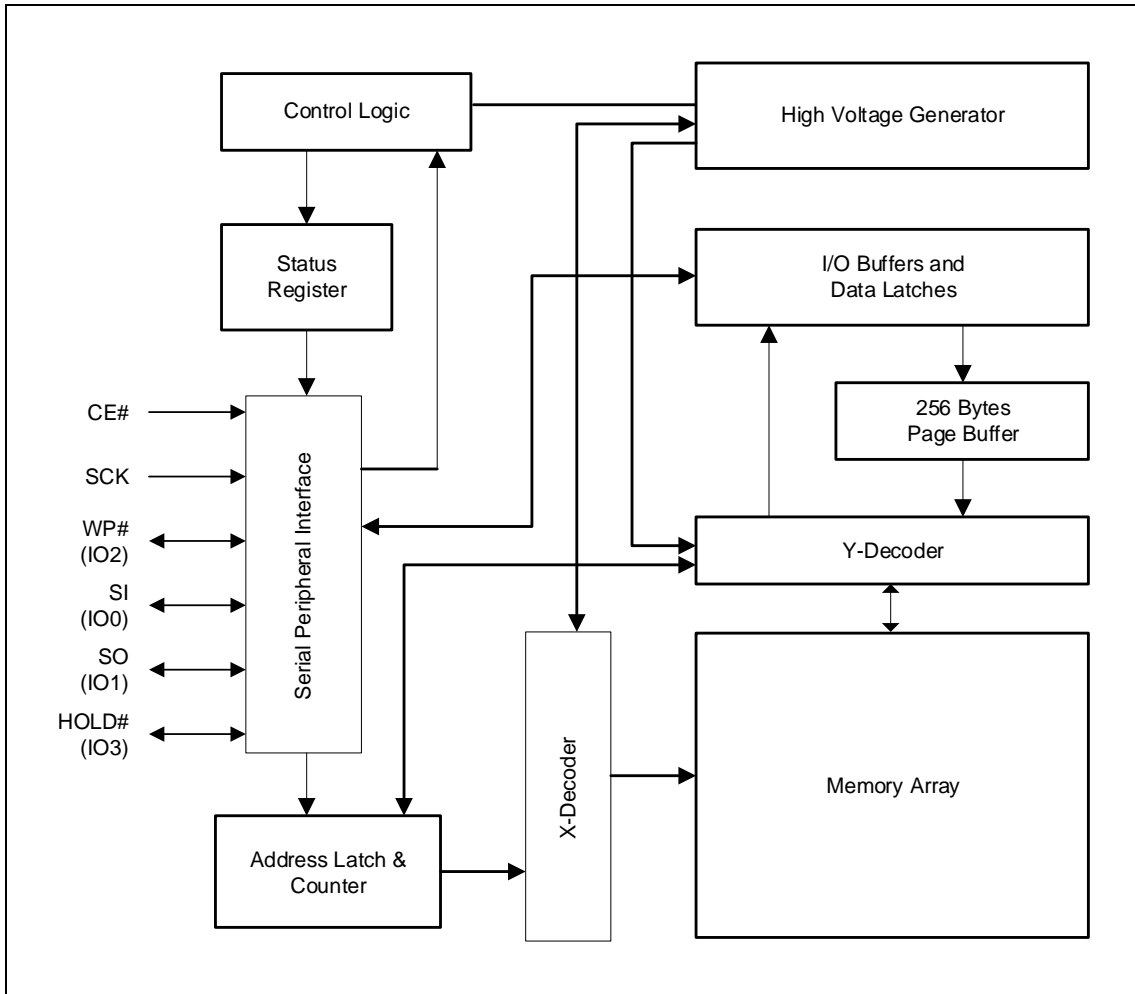 Control Logic
High Voltage Generator
Status
Register
I/O Buffers and
Data Latches
256 Bytes
Page Buffer
CE#
SCK
WP#
(IO2)
SI
(IO0)
SO
(IO1)
HOLD#
(IO3)
Serial Peripheral Interface
Y-Decoder
X-Decoder
Memory Array
Address Latch &
Counter